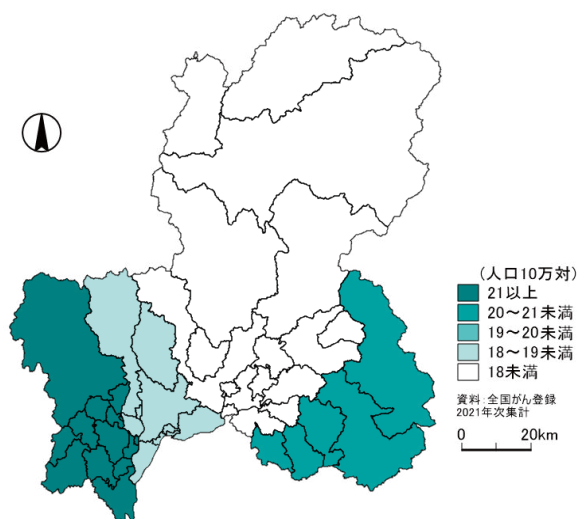 (人口10万対)
21以上
20～21未満
19～20未満
18～19未満
18未満
資料:全国がん登録
2021年次集計
0 20km